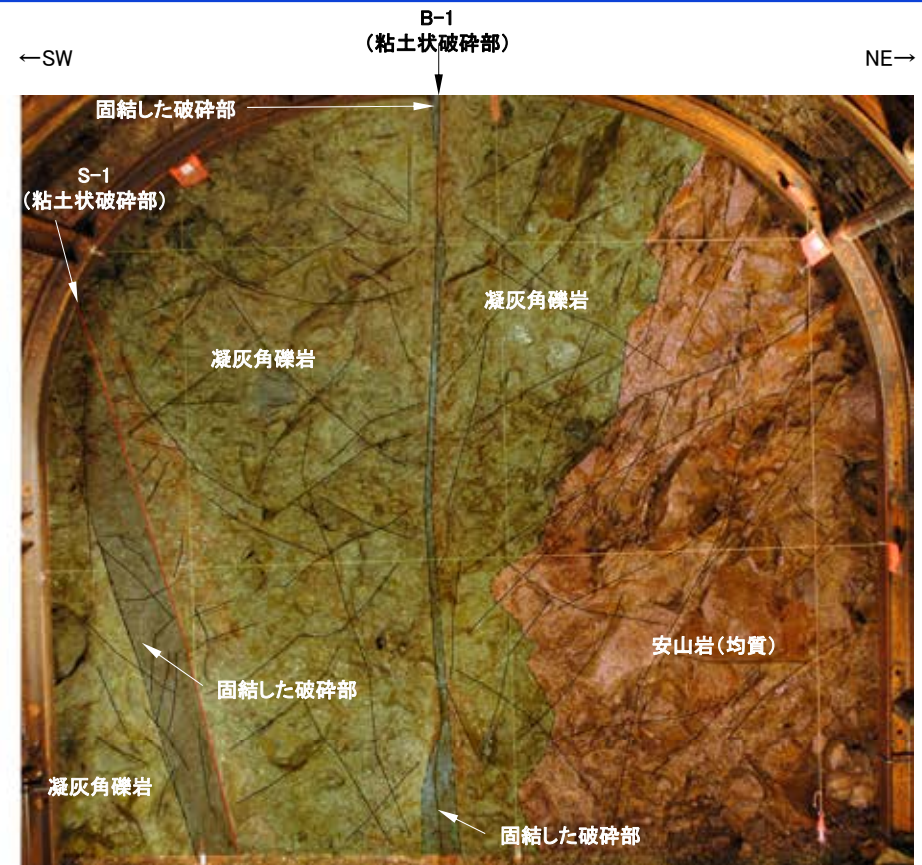 B-1
(粘土状破砕部)
←SW
NE→
固結した破砕部
S-1
(粘土状破砕部)
凝灰角礫岩
凝灰角礫岩
安山岩(均質)
固結した破砕部
凝灰角礫岩
固結した破砕部